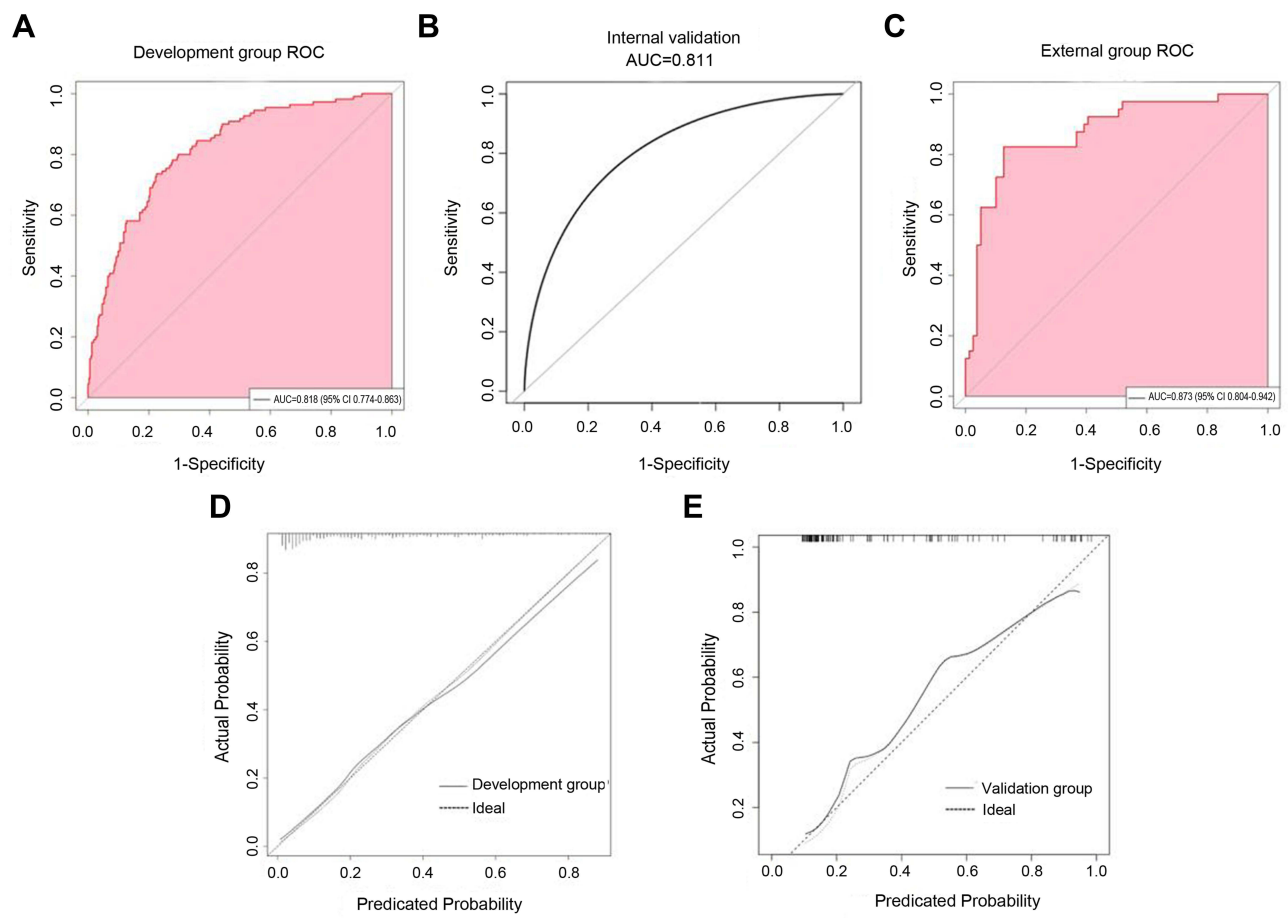 A
Development group ROC
Sensitivity
0.0 0.2 0.4 0.6 0.8 1.0
AUC=0.818 (95% CI 0.774-0.863)
0.0 0.2 0.4 0.6 0.8 1.0
1-Specificity
B
Internal validation
AUC=0.811
Sensitivity
0.0 0.2 0.4 0.6 0.8 1.0
0.0 0.2 0.4 0.6 0.8 1.0
1-Specificity
C
External group ROC
Sensitivity
0.0 0.2 0.4 0.6 0.8 1.0
AUC=0.873 (95% CI 0.804-0.942)
0.0 0.2 0.4 0.6 0.8 1.0
1-Specificity
D
Actual Probability
0.0 0.2 0.4 0.6 0.8
Development group
Ideal
0.0 0.2 0.4 0.6 0.8
Predicated Probability
E
Actual Probability
0.2 0.4 0.6 0.8 1.0
Validation group
Ideal
0.0 0.2 0.4 0.6 0.8 1.0
Predicated Probability